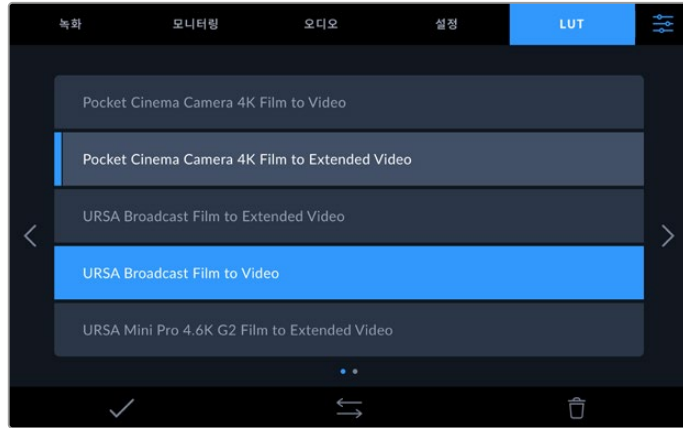 녹화 모니터링 오디오 설정 LUT
Pocket Cinema Camera 4K Film to Video
Pocket Cinema Camera 4K Film to Extended Video
URSA Broadcast Film to Extended Video
URSA Broadcast Film to Video
URSA Mini Pro 4.6K G2 Film to Extended Video